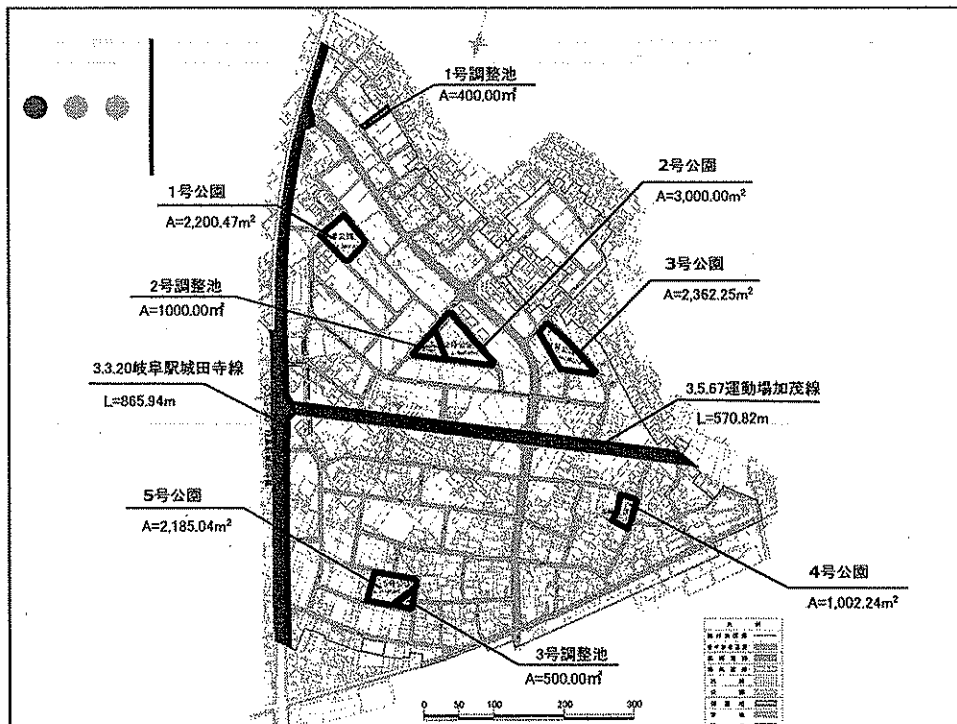 1号調整池
A=400.00㎡
2号公園
A=3,000.00m²
1号公園
A=2,200.47m²
3号公園
A=2,362.25m²
2号調整池
A=1000.00㎡
3.3.20岐阜駅城田寺線
L=865.94m
3.5.67運動場加茂線
L=570.82m
5号公園
A=2,185.04m²
4号公園
A=1,002.24m²
3号調整池
A=500.00㎡
0 50 100 200 300